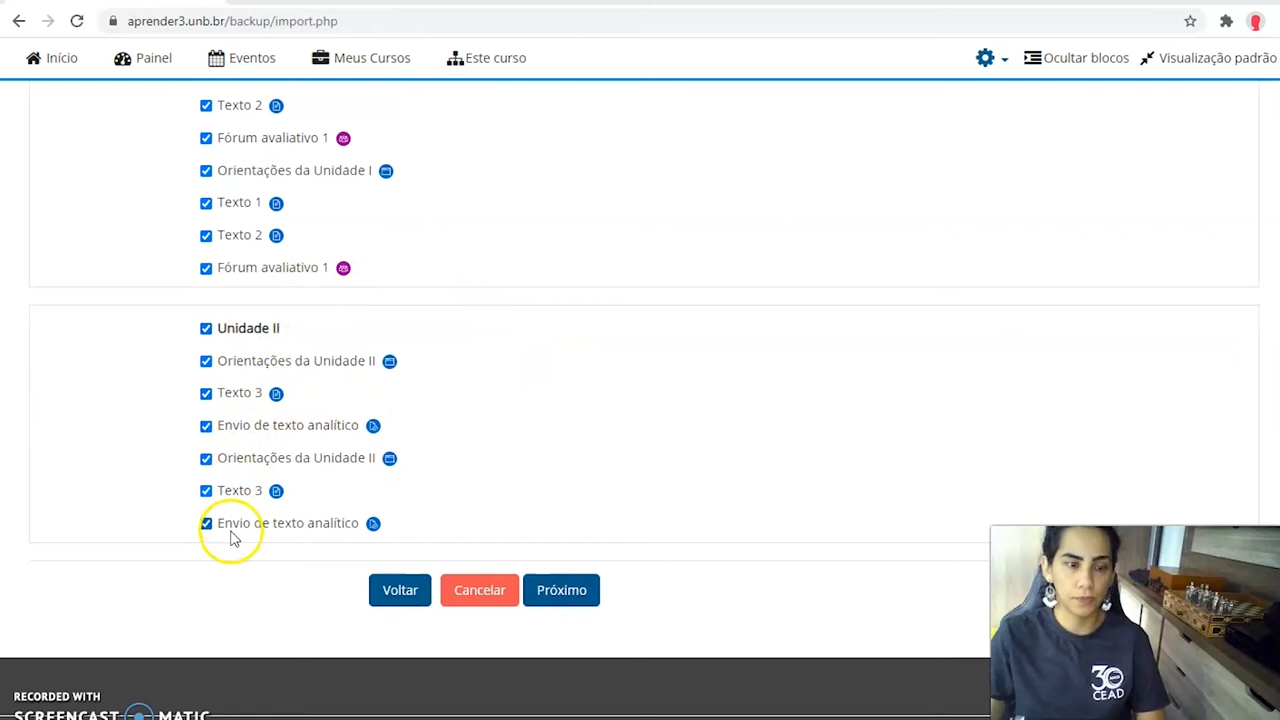 aprender3.unb.br/backup/import.php
Início Painel Eventos Meus Cursos Este curso Ocultar blocos Visualização padrão
Texto 2
Fórum avaliativo 1
Orientações da Unidade I
Texto 1
Texto 2
Fórum avaliativo 1
Unidade II
Orientações da Unidade II
Texto 3
Envio de texto analítico
Orientações da Unidade II
Texto 3
Envio de texto analítico
Voltar Cancelar Próximo
30
CEAD
RECORDED WITH
SCREENCAST MATIC